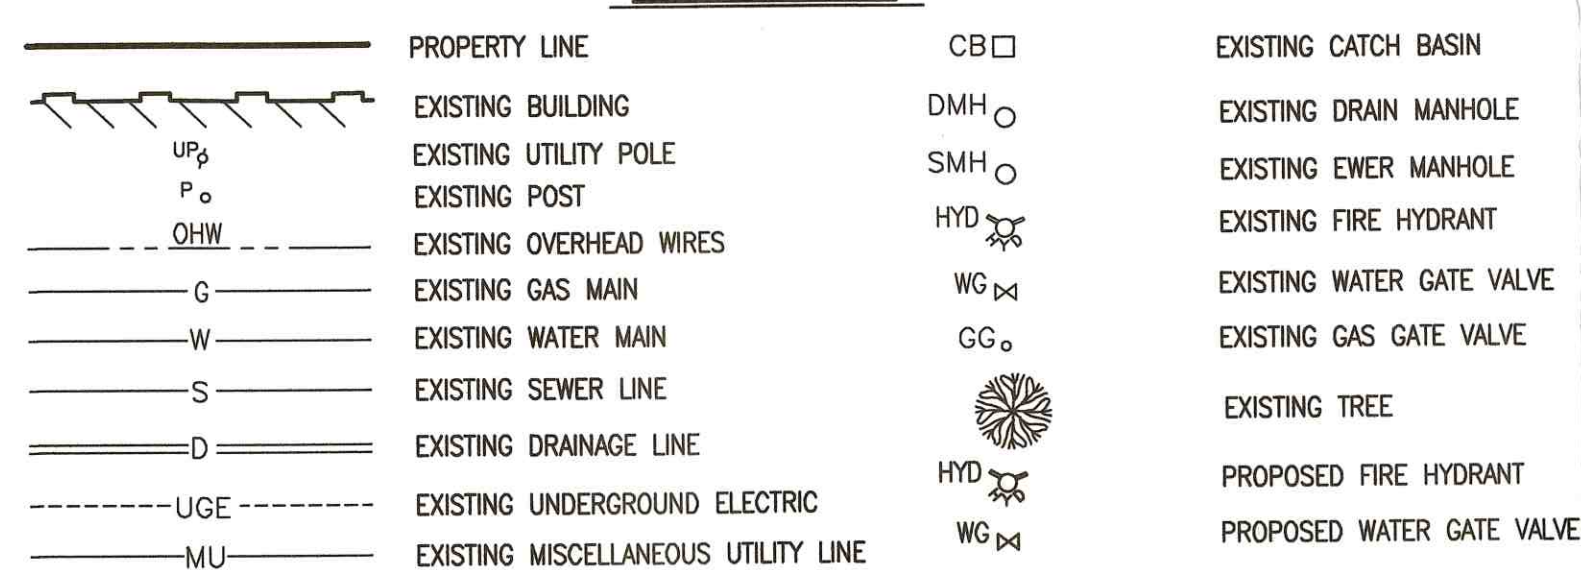 PROPERTY LINE
EXISTING BUILDING
UP EXISTING UTILITY POLE
P EXISTING POST
OHW EXISTING OVERHEAD WIRES
G EXISTING GAS MAIN
W EXISTING WATER MAIN
S EXISTING SEWER LINE
D EXISTING DRAINAGE LINE
UGE EXISTING UNDERGROUND ELECTRIC
MU EXISTING MISCELLANEOUS UTILITY LINE
CB EXISTING CATCH BASIN
DMH EXISTING DRAIN MANHOLE
SMH EXISTING EWER MANHOLE
HYD EXISTING FIRE HYDRANT
WG EXISTING WATER GATE VALVE
GG EXISTING GAS GATE VALVE
EXISTING TREE
HYD PROPOSED FIRE HYDRANT
WG PROPOSED WATER GATE VALVE